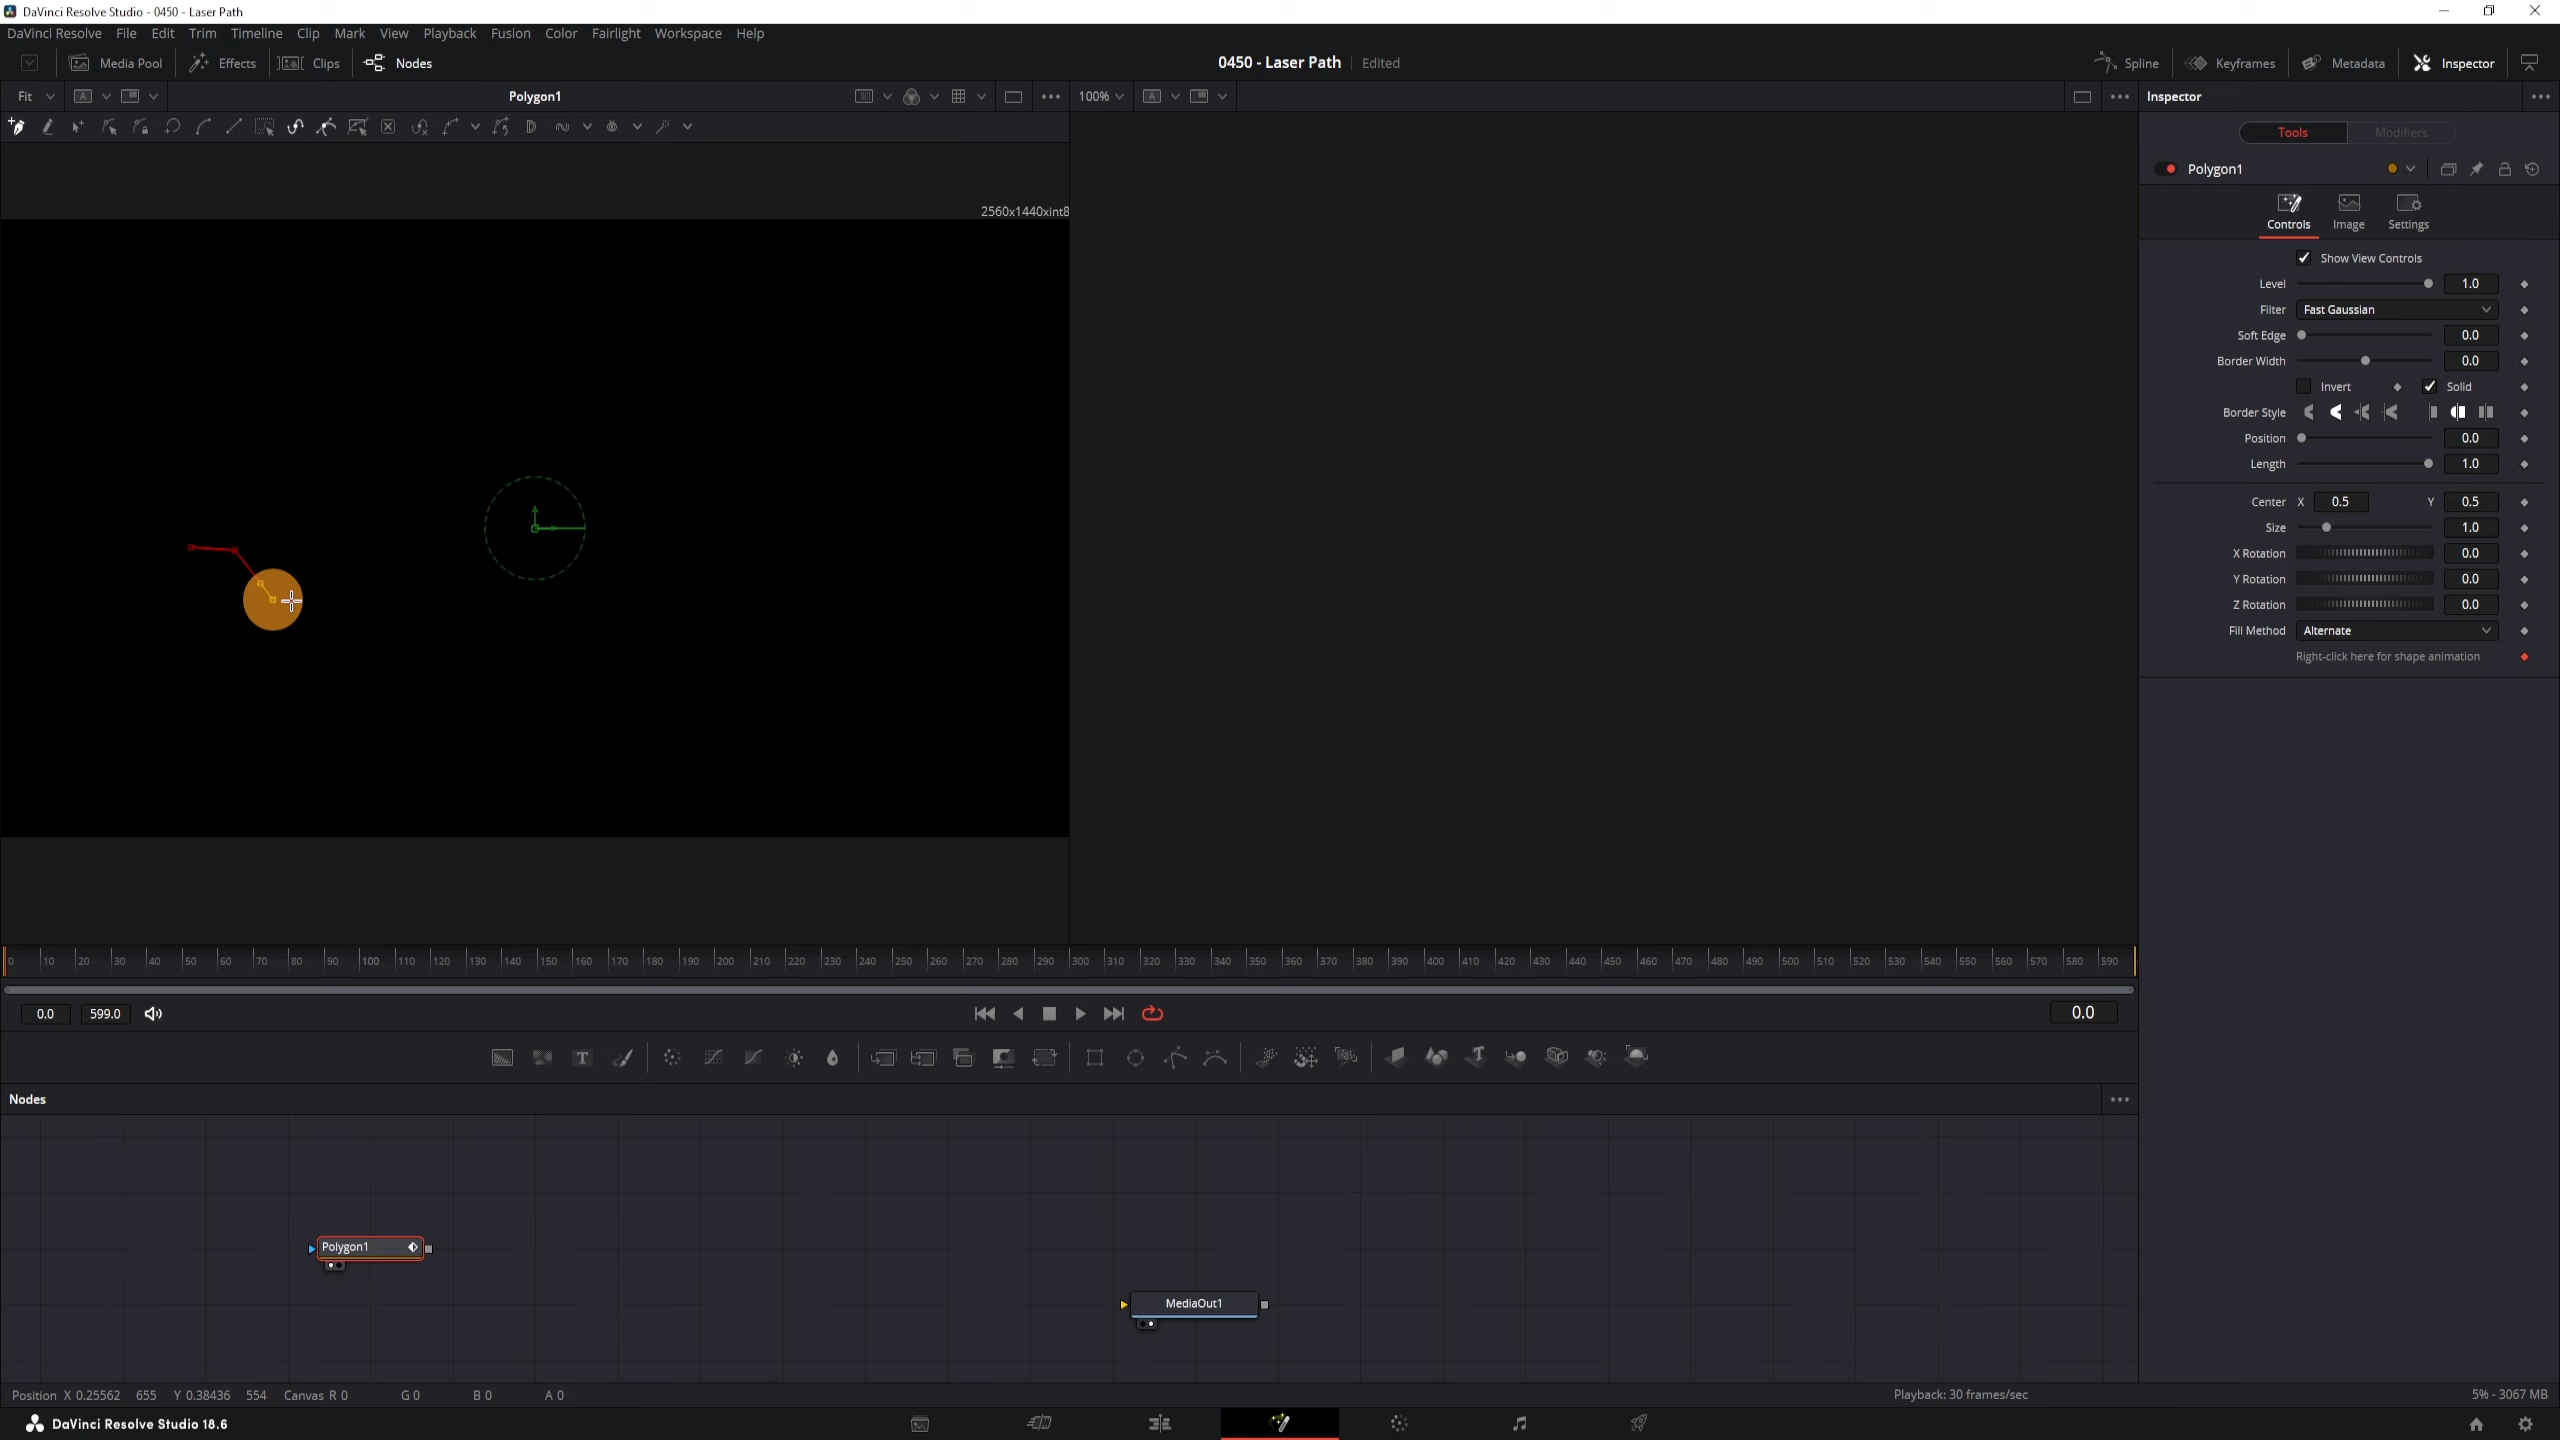 DaVinci Resolve Studio - 0450 - Laser Path
DaVinci Resolve File Edit Trim Timeline Clip Mark View Playback Fusion Color Fairlight Workspace Help
Media Pool Effects Clips Nodes 0450 - Laser Path Edited Spline Keyframes Metadata Inspector
Fit A Polygon1 100% A Inspector
Tools Modifiers
Polygon1
Controls Image Settings
2560x1440xint8
Show View Controls
Level 1.0
Filter Fast Gaussian
Soft Edge 0.0
Border Width 0.0
Invert Solid
Border Style
Position 0.0
Length 1.0
Center X 0.5 Y 0.5
Size 1.0
X Rotation 0.0
Y Rotation 0.0
Z Rotation 0.0
Fill Method Alternate
Right-click here for shape animation
0 10 20 30 40 50 60 70 80 90 100 110 120 130 140 150 160 170 180 190 200 210 220 230 240 250 260 270 280 290 300 310 320 330 340 350 360 370 380 390 400 410 420 430 440 450 460 470 480 490 500 510 520 530 540 550 560 570 580 590
0.0 599.0 0.0
T T
Nodes
Polygon1
MediaOut1
Position X 0.25562 655 Y 0.38436 554 Canvas R 0 G 0 B 0 A 0 Playback: 30 frames/sec 5% - 3067 MB
DaVinci Resolve Studio 18.6